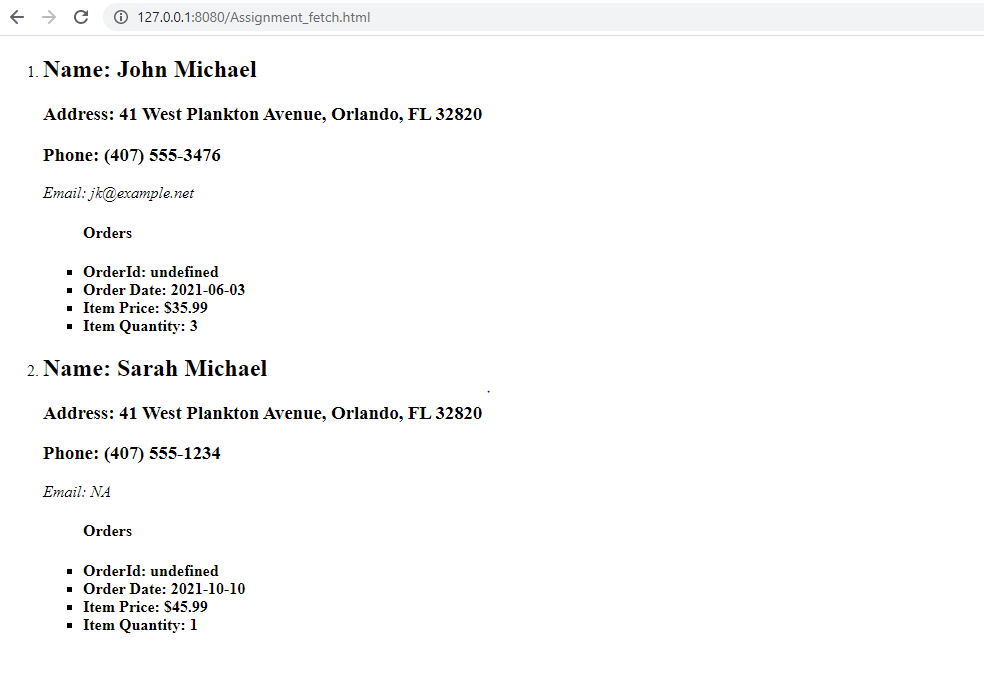 127.0.0.1:8080/Assignment_fetch.html
1. Name: John Michael
Address: 41 West Plankton Avenue, Orlando, FL 32820
Phone: (407) 555-3476
Email: jk@example.net
Orders
▪ OrderId: undefined
▪ Order Date: 2021-06-03
▪ Item Price: $35.99
▪ Item Quantity: 3
2. Name: Sarah Michael
Address: 41 West Plankton Avenue, Orlando, FL 32820
Phone: (407) 555-1234
Email: NA
Orders
▪ OrderId: undefined
▪ Order Date: 2021-10-10
▪ Item Price: $45.99
▪ Item Quantity: 1